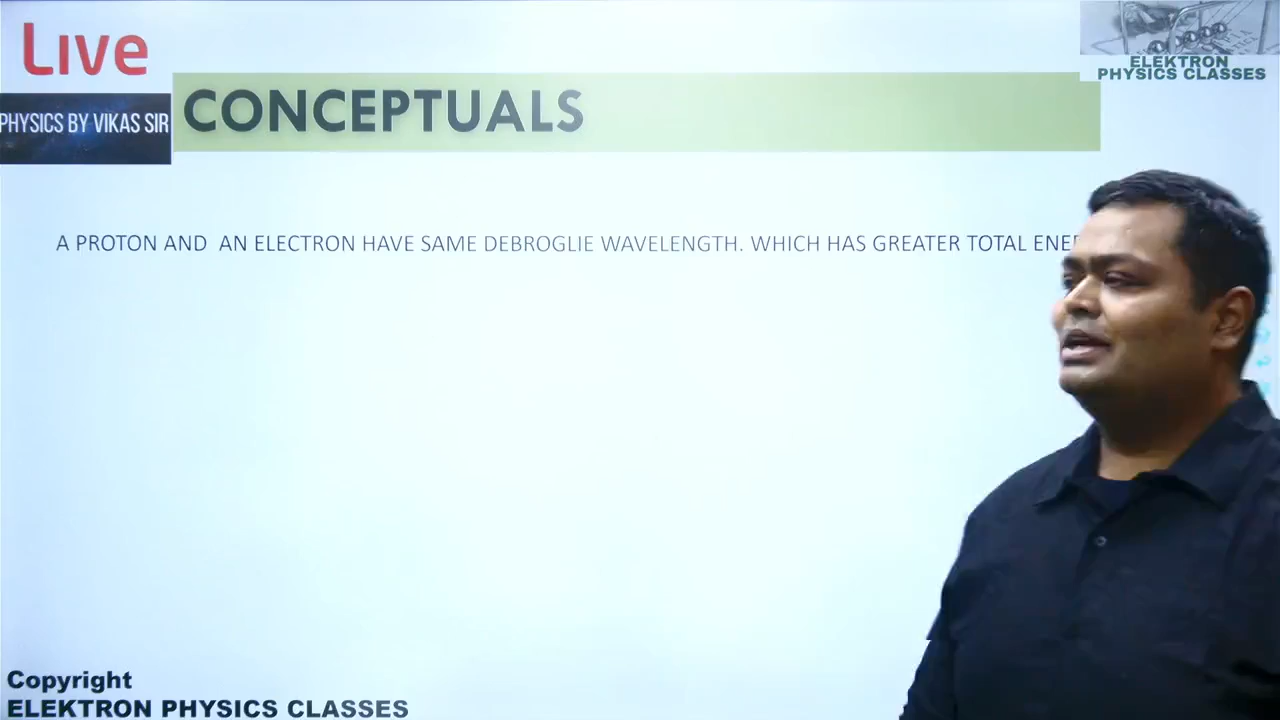 Live
ELEKTRON
PHYSICS CLASSES
PHYSICS BY VIKAS SIR
CONCEPTUALS
A PROTON AND AN ELECTRON HAVE SAME DEBROGLIE WAVELENGTH. WHICH HAS GREATER TOTAL
Copyright
ELEKTRON PHYSICS CLASSES